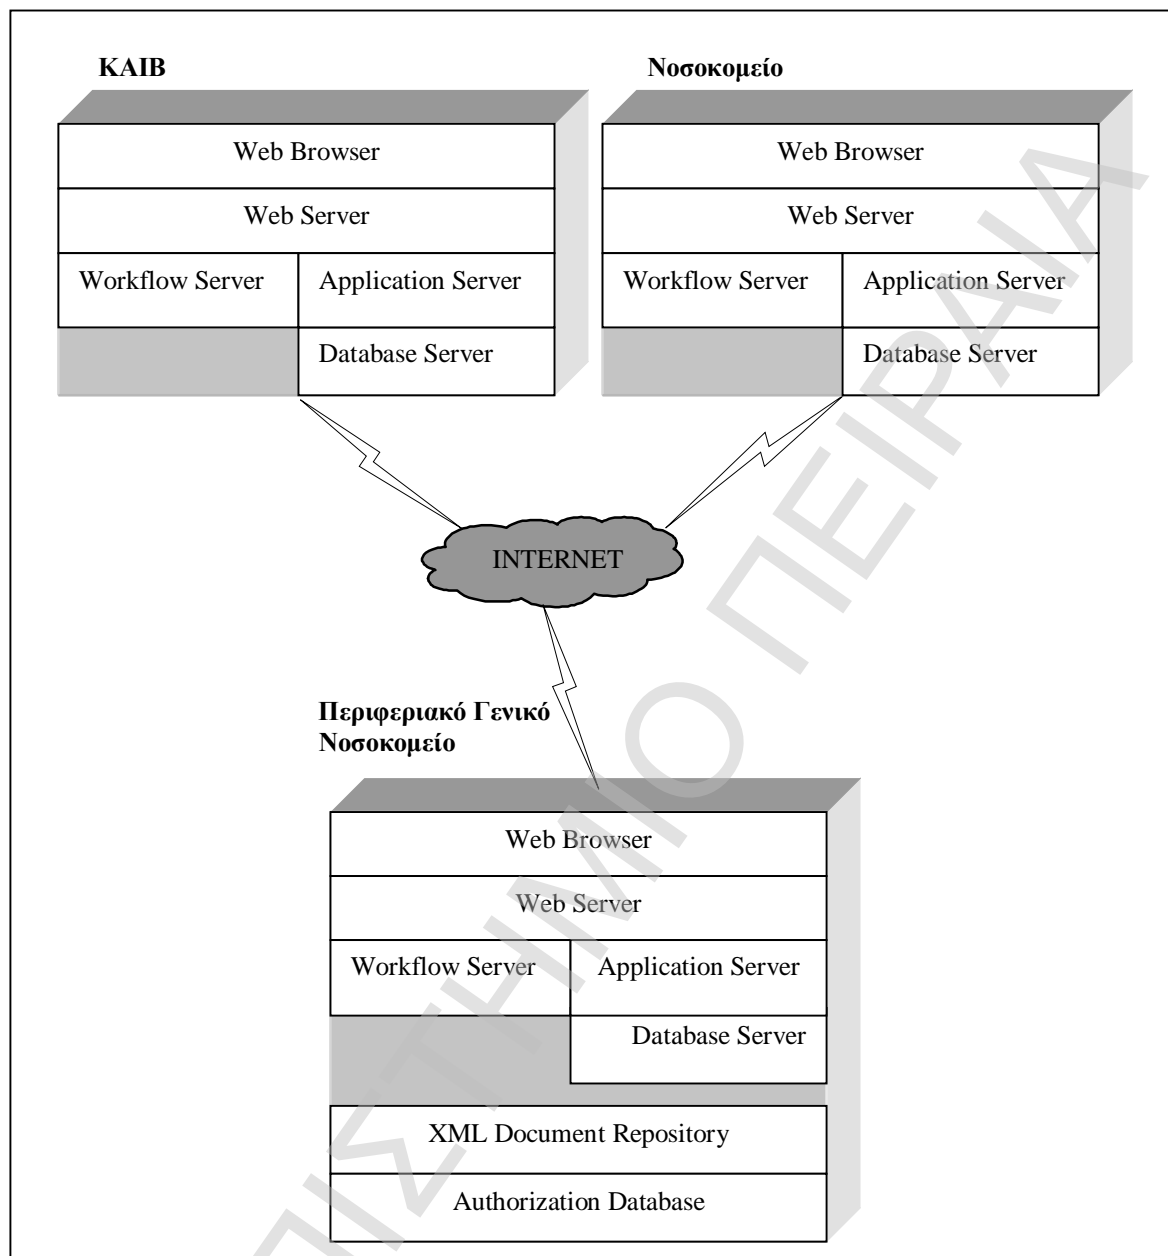 ΚΑΙΒ
Νοσοκομείο
Web Browser
Web Server
Workflow Server
Application Server
Database Server
Web Browser
Web Server
Workflow Server
Application Server
Database Server
INTERNET
Περιφεριακό Γενικό
Νοσοκομείο
Web Browser
Web Server
Workflow Server
Application Server
Database Server
XML Document Repository
Authorization Database
ΠΙΣΤΗΜΙΟ ΠΕΙΡΑΙΑ